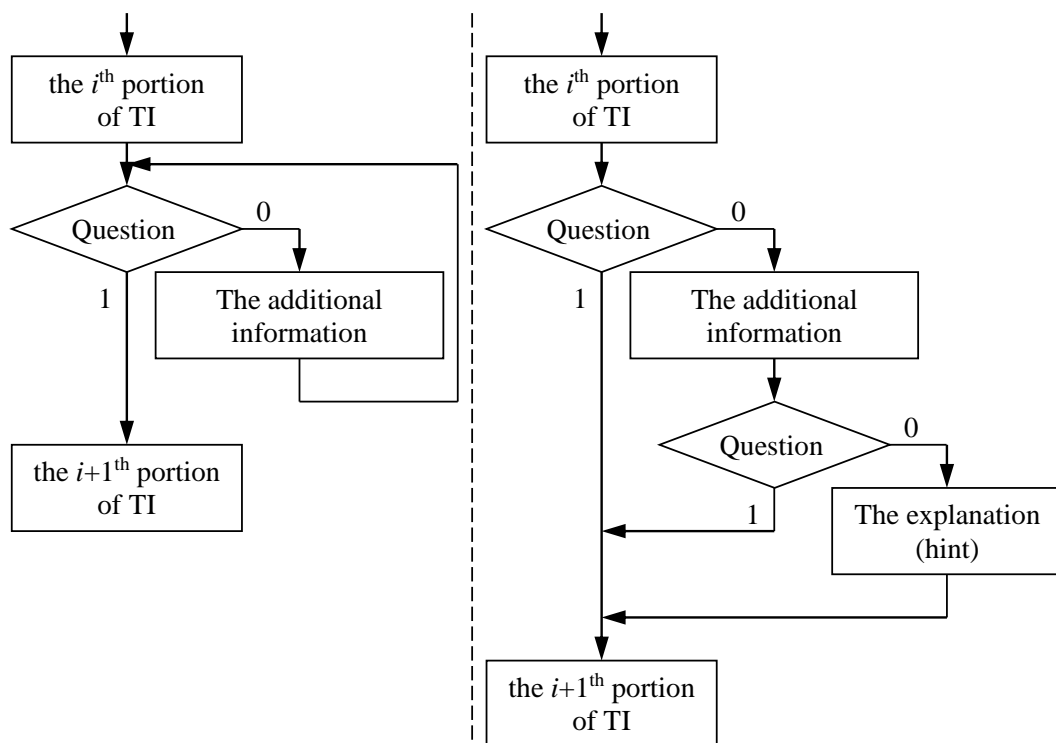 the iᵗʰ portion
of TI
Question
0
1
The additional
information
the i+1ᵗʰ portion
of TI
the iᵗʰ portion
of TI
Question
0
1
The additional
information
Question
0
1
The explanation
(hint)
the i+1ᵗʰ portion
of TI